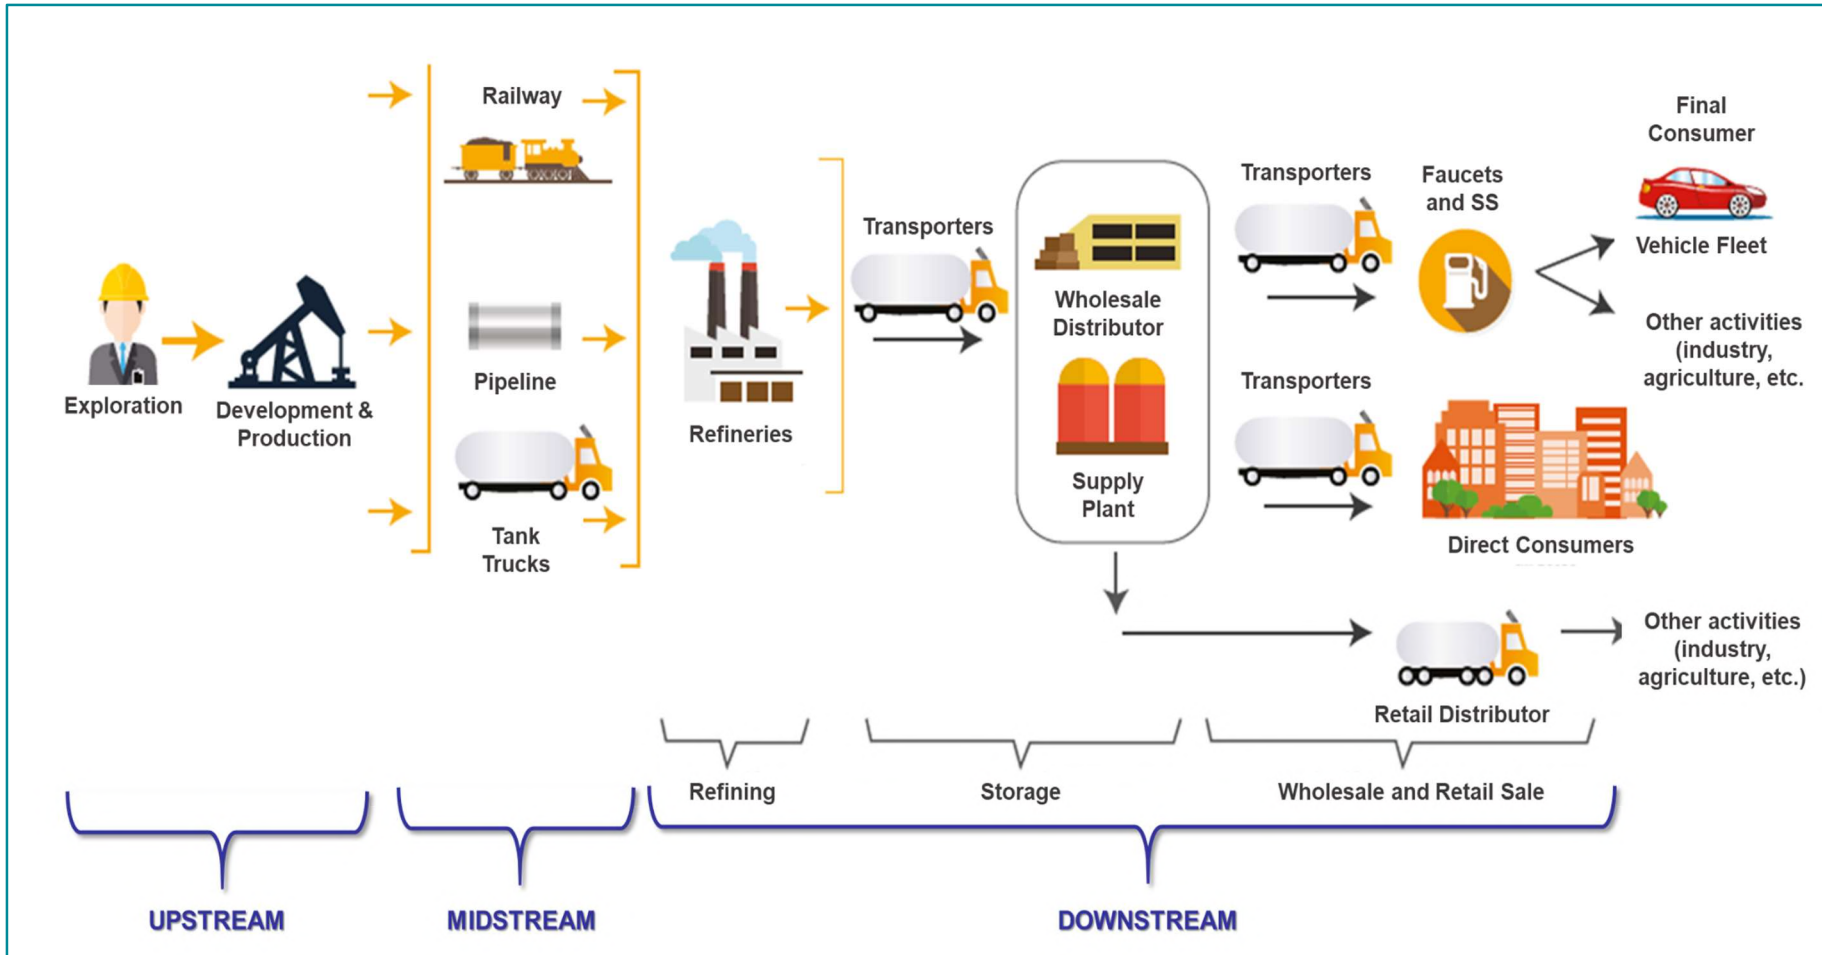 Exploration
Development &
Production
Railway
Pipeline
Tank
Trucks
Refineries
Transporters
Wholesale
Distributor
Supply
Plant
Transporters
Faucets
and SS
Final
Consumer
Vehicle Fleet
Other activities
(industry,
agriculture, etc.
Transporters
Direct Consumers
Retail Distributor
Other activities
(industry,
agriculture, etc.)
Refining
Storage
Wholesale and Retail Sale
UPSTREAM
MIDSTREAM
DOWNSTREAM